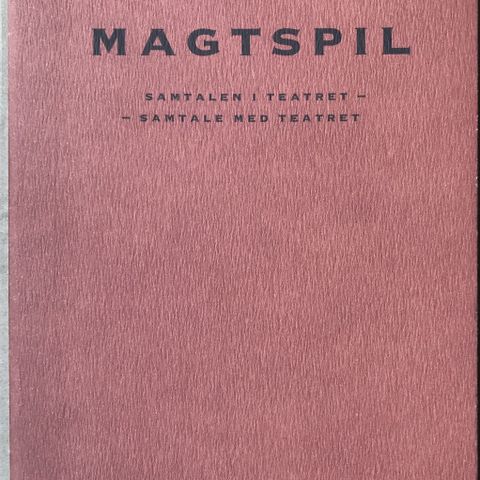 MAGTSPIL
SAMTALEN I TEATRET –
– SAMTALE MED TEATRET